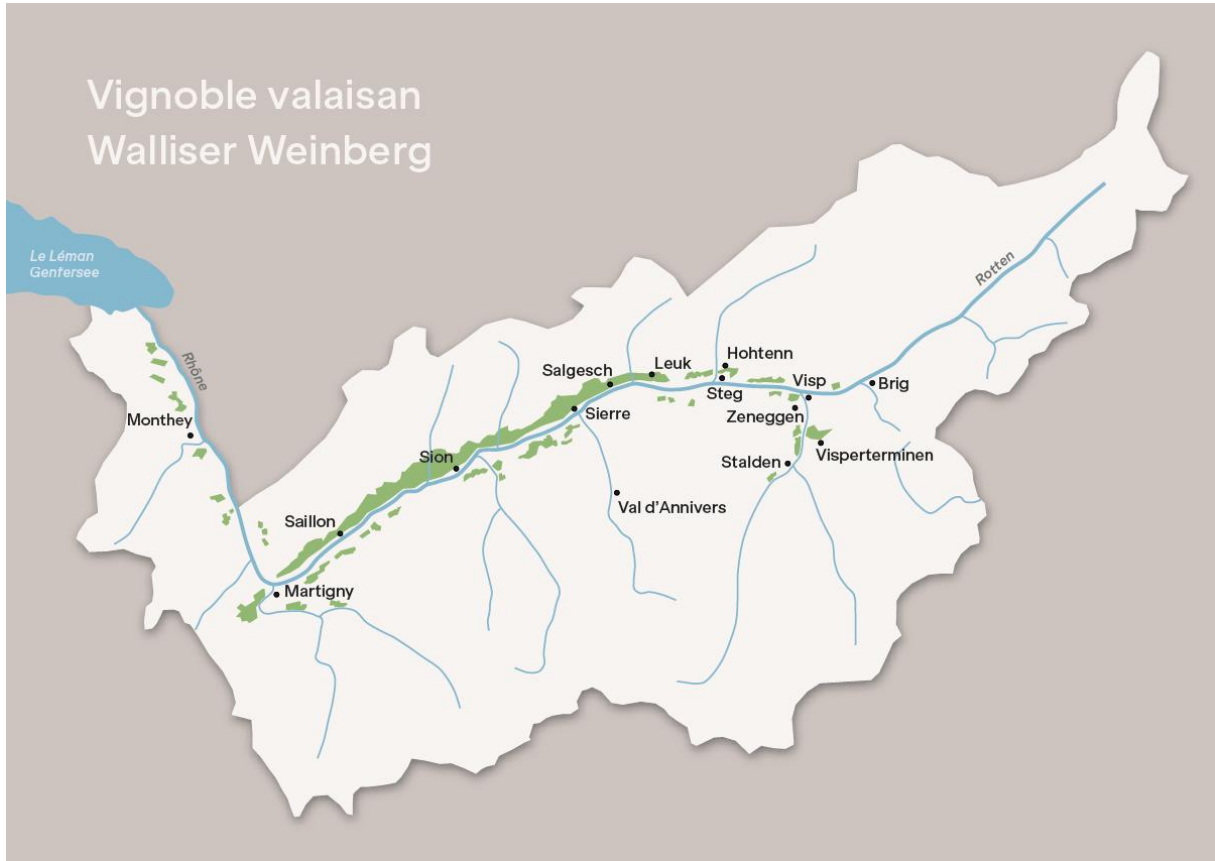 Vignoble valaisan
Walliser Weinberg
Le Léman
Genfersee
Rhône
Rotten
Monthey
Saillon
Martigny
Sion
Salgesch
Sierre
Leuk
Val d'Annivers
Hohtenn
Steg
Visp
Zeneggen
Brig
Stalden
Visperterminen